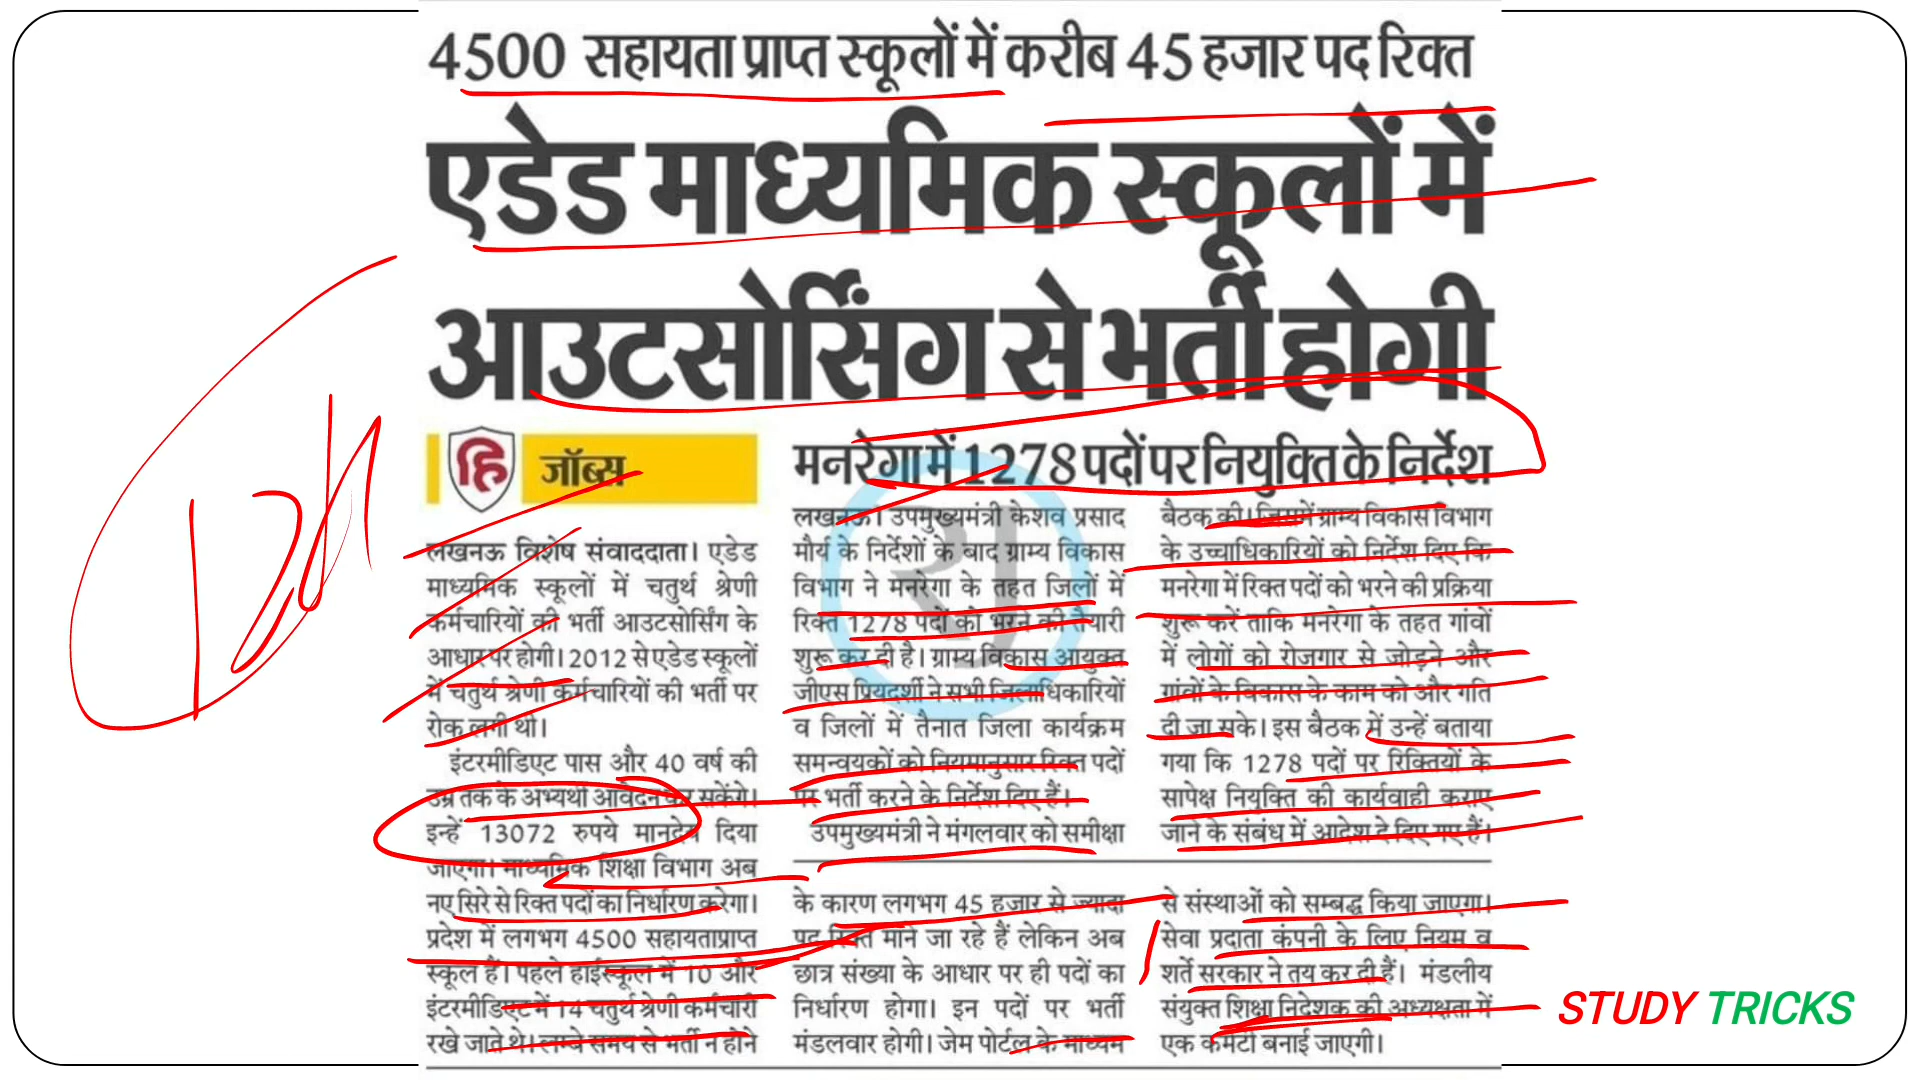 4500 सहायता प्राप्त स्कूलों में करीब 45 हजार पद रिक्त
एडेड माध्यमिक स्कूलों में
आउटसोर्सिंग से भर्ती होगी
हि जॉब्स
लखनऊ विशेष संवाददाता। एडेड
माध्यमिक स्कूलों में चतुर्थ श्रेणी
कर्मचारियों की भर्ती आउटसोर्सिंग के
आधार पर होगी। 2012 से एडेड स्कूलों
में चतुर्थ श्रेणी कर्मचारियों की भर्ती पर
रोक लगी थी।
इंटरमीडिएट पास और 40 वर्ष की
उम्र तक के अभ्यर्थी आवेदन कर सकेंगे।
इन्हें 13072 रुपये मानदेय दिया
जाएगा। माध्यमिक शिक्षा विभाग अब
नए सिरे से रिक्त पदों का निर्धारण करेगा।
प्रदेश में लगभग 4500 सहायताप्राप्त
स्कूल हैं। पहले हाईस्कूल में 10 और
इंटरमीडिएट में 14 चतुर्थ श्रेणी कर्मचारी
रखे जाते थे। लम्बे समय से भर्ती न होने
मनरेगा में 1278 पदों पर नियुक्ति के निर्देश
लखनऊ। उपमुख्यमंत्री केशव प्रसाद
मौर्य के निर्देशों के बाद ग्राम्य विकास
विभाग ने मनरेगा के तहत जिलों में
रिक्त 1278 पदों को भरने की तैयारी
शुरू कर दी है। ग्राम्य विकास आयुक्त
जीएस प्रियदर्शी ने सभी जिलाधिकारियों
व जिलों में तैनात जिला कार्यक्रम
समन्वयकों को नियमानुसार रिक्त पदों
पर भर्ती करने के निर्देश दिए हैं।
उपमुख्यमंत्री ने मंगलवार को समीक्षा
बैठक की। जिसमें ग्राम्य विकास विभाग
के उच्चाधिकारियों को निर्देश दिए कि
मनरेगा में रिक्त पदों को भरने की प्रक्रिया
शुरू करें ताकि मनरेगा के तहत गांवों
में लोगों को रोजगार से जोड़ने और
गांवों के विकास के काम को और गति
दी जा सके। इस बैठक में उन्हें बताया
गया कि 1278 पदों पर रिक्तियों के
सापेक्ष नियुक्ति की कार्यवाही कराए
जाने के संबंध में आदेश दे दिए गए हैं।
के कारण लगभग 45 हजार से ज्यादा
पद रिक्त माने जा रहे हैं लेकिन अब
छात्र संख्या के आधार पर ही पदों का
निर्धारण होगा। इन पदों पर भर्ती
मंडलवार होगी। जेम पोर्टल के माध्यम
से संस्थाओं को सम्बद्ध किया जाएगा।
सेवा प्रदाता कंपनी के लिए नियम व
शर्ते सरकार ने तय कर दी हैं। मंडलीय
संयुक्त शिक्षा निदेशक की अध्यक्षता में
एक कमेटी बनाई जाएगी।
STUDY TRICKS